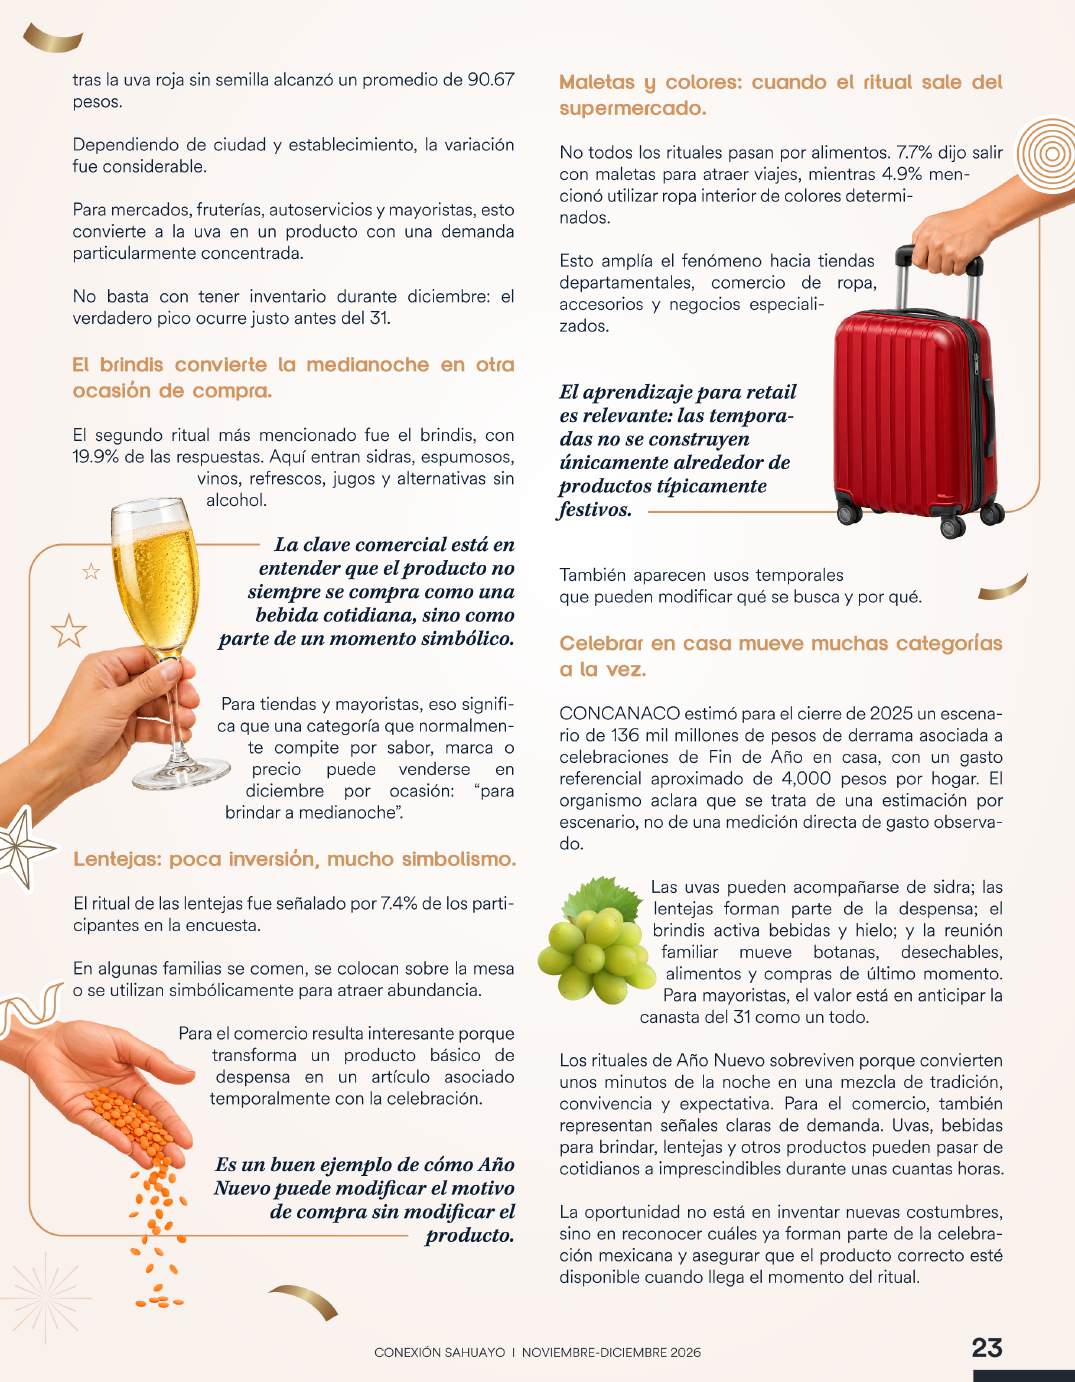 tras la uva roja sin semilla alcanzó un promedio de 90.67
pesos.
Dependiendo de ciudad y establecimiento, la variación
fue considerable.
Para mercados, fruterías, autoservicios y mayoristas, esto
convierte a la uva en un producto con una demanda
particularmente concentrada.
No basta con tener inventario durante diciembre: el
verdadero pico ocurre justo antes del 31.
El brindis convierte la medianoche en otra
ocasión de compra.
El segundo ritual más mencionado fue el brindis, con
19.9% de las respuestas. Aquí entran sidras, espumosos,
vinos, refrescos, jugos y alternativas sin
alcohol.
La clave comercial está en
entender que el producto no
siempre se compra como una
bebida cotidiana, sino como
parte de un momento simbólico.
Para tiendas y mayoristas, eso signifi-
ca que una categoría que normalmen-
te compite por sabor, marca o
precio puede venderse en
diciembre por ocasión: “para
brindar a medianoche”.
Lentejas: poca inversión, mucho simbolismo.
El ritual de las lentejas fue señalado por 7.4% de los parti-
cipantes en la encuesta.
En algunas familias se comen, se colocan sobre la mesa
o se utilizan simbólicamente para atraer abundancia.
Para el comercio resulta interesante porque
transforma un producto básico de
despensa en un artículo asociado
temporalmente con la celebración.
Es un buen ejemplo de cómo Año
Nuevo puede modificar el motivo
de compra sin modificar el
producto.
Maletas y colores: cuando el ritual sale del
supermercado.
No todos los rituales pasan por alimentos. 7.7% dijo salir
con maletas para atraer viajes, mientras 4.9% men-
cionó utilizar ropa interior de colores determi-
nados.
Esto amplía el fenómeno hacia tiendas
departamentales, comercio de ropa,
accesorios y negocios especiali-
zados.
El aprendizaje para retail
es relevante: las tempora-
das no se construyen
únicamente alrededor de
productos típicamente
festivos.
También aparecen usos temporales
que pueden modificar qué se busca y por qué.
Celebrar en casa mueve muchas categorías
a la vez.
CONCANACO estimó para el cierre de 2025 un escena-
rio de 136 mil millones de pesos de derrama asociada a
celebraciones de Fin de Año en casa, con un gasto
referencial aproximado de 4,000 pesos por hogar. El
organismo aclara que se trata de una estimación por
escenario, no de una medición directa de gasto observa-
do.
Las uvas pueden acompañarse de sidra; las
lentejas forman parte de la despensa; el
brindis activa bebidas y hielo; y la reunión
familiar mueve botanas, desechables,
alimentos y compras de último momento.
Para mayoristas, el valor está en anticipar la
canasta del 31 como un todo.
Los rituales de Año Nuevo sobreviven porque convierten
unos minutos de la noche en una mezcla de tradición,
convivencia y expectativa. Para el comercio, también
representan señales claras de demanda. Uvas, bebidas
para brindar, lentejas y otros productos pueden pasar de
cotidianos a imprescindibles durante unas cuantas horas.
La oportunidad no está en inventar nuevas costumbres,
sino en reconocer cuáles ya forman parte de la celebra-
ción mexicana y asegurar que el producto correcto esté
disponible cuando llega el momento del ritual.
CONEXIÓN SAHUAYO I NOVIEMBRE-DICIEMBRE 2026
23